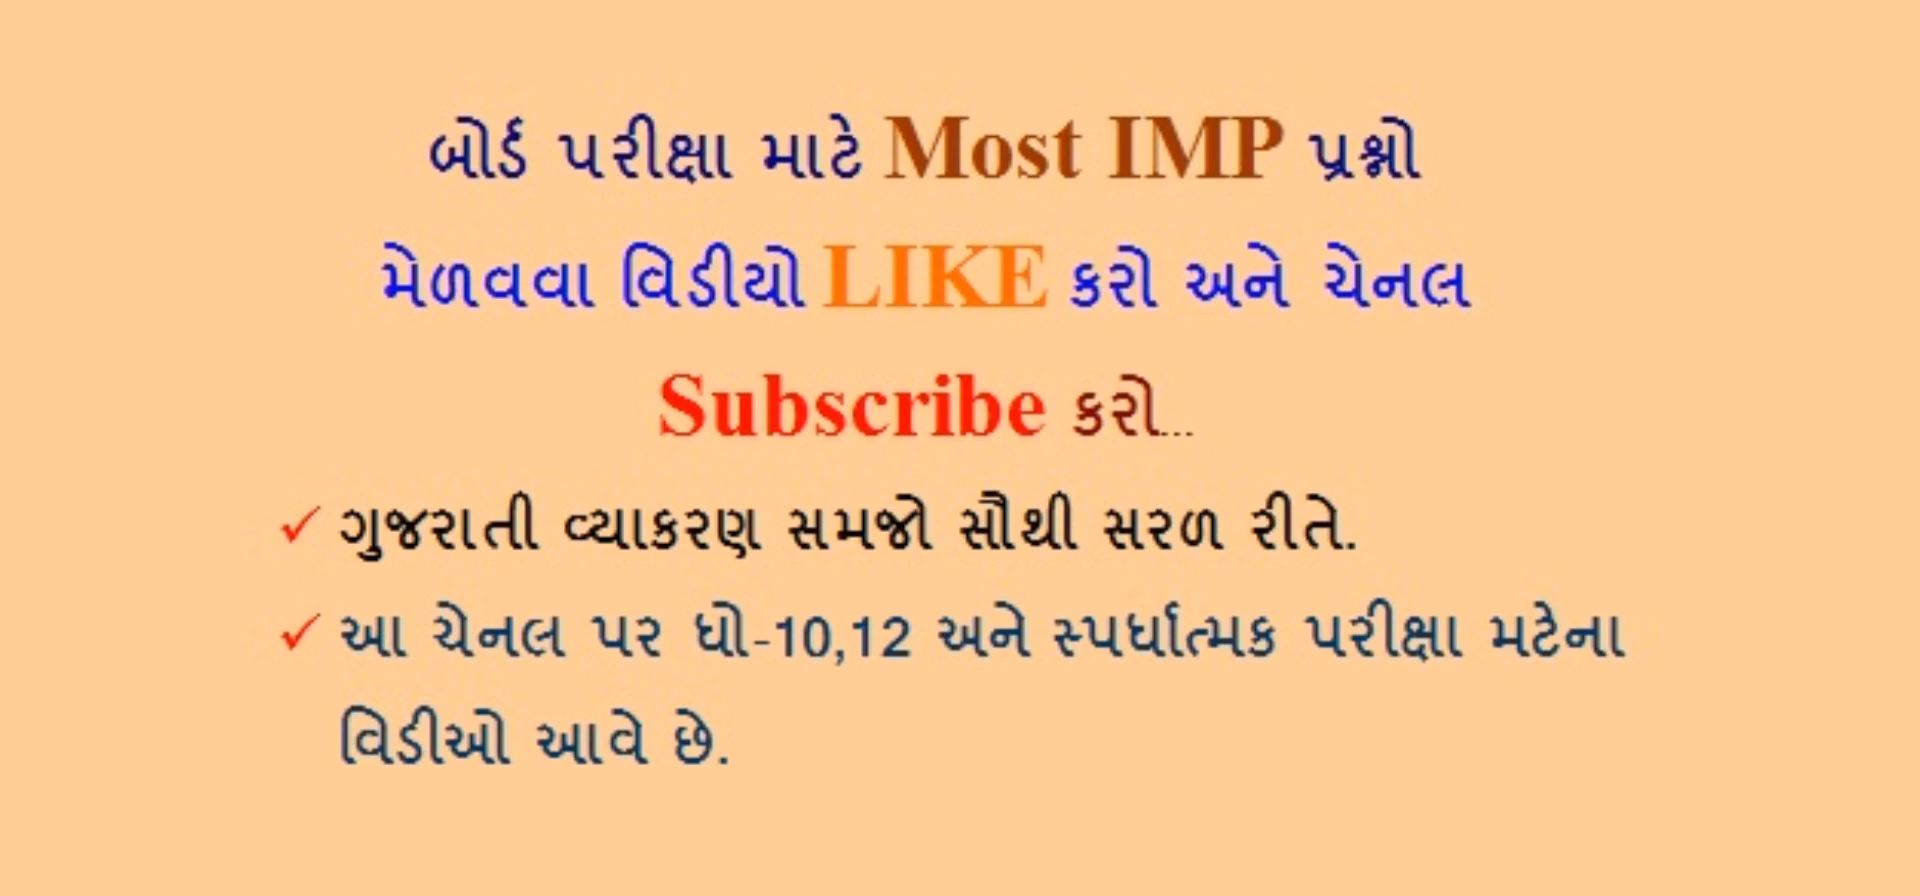 બોર્ડ પરીક્ષા માટે Most IMP પ્રશ્નો
મેળવવા વિડીયો LIKE કરો અને ચેનલ
Subscribe કરો...
✓ ગુજરાતી વ્યાકરણ સમજો સૌથી સરળ રીતે.
✓ આ ચેનલ પર ધો-10,12 અને સ્પર્ધાત્મક પરીક્ષા મટેના
વિડીઓ આવે છે.